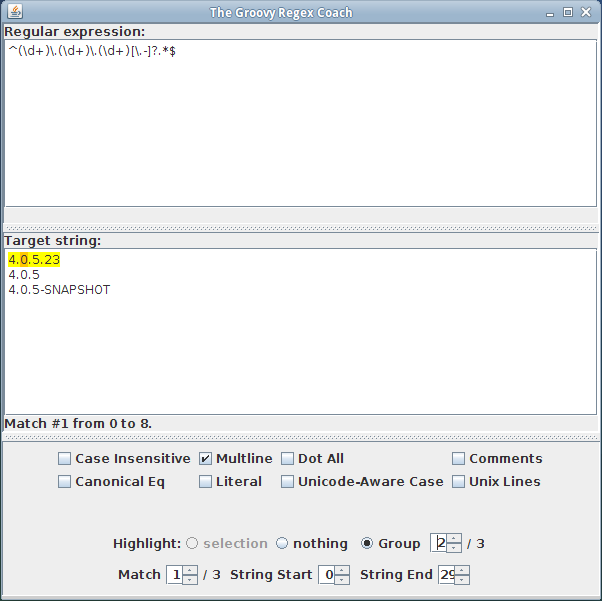 The Groovy Regex Coach
Regular expression:
^(\d+)\.(\d+)\.(\d+)[\.-]?.*$
Target string:
4.0.5.23
4.0.5
4.0.5-SNAPSHOT
Match #1 from 0 to 8.
Case Insensitive Multline Dot All Comments
Canonical Eq Literal Unicode-Aware Case Unix Lines
Highlight: selection nothing Group 2 / 3
Match 1 / 3 String Start 0 String End 29